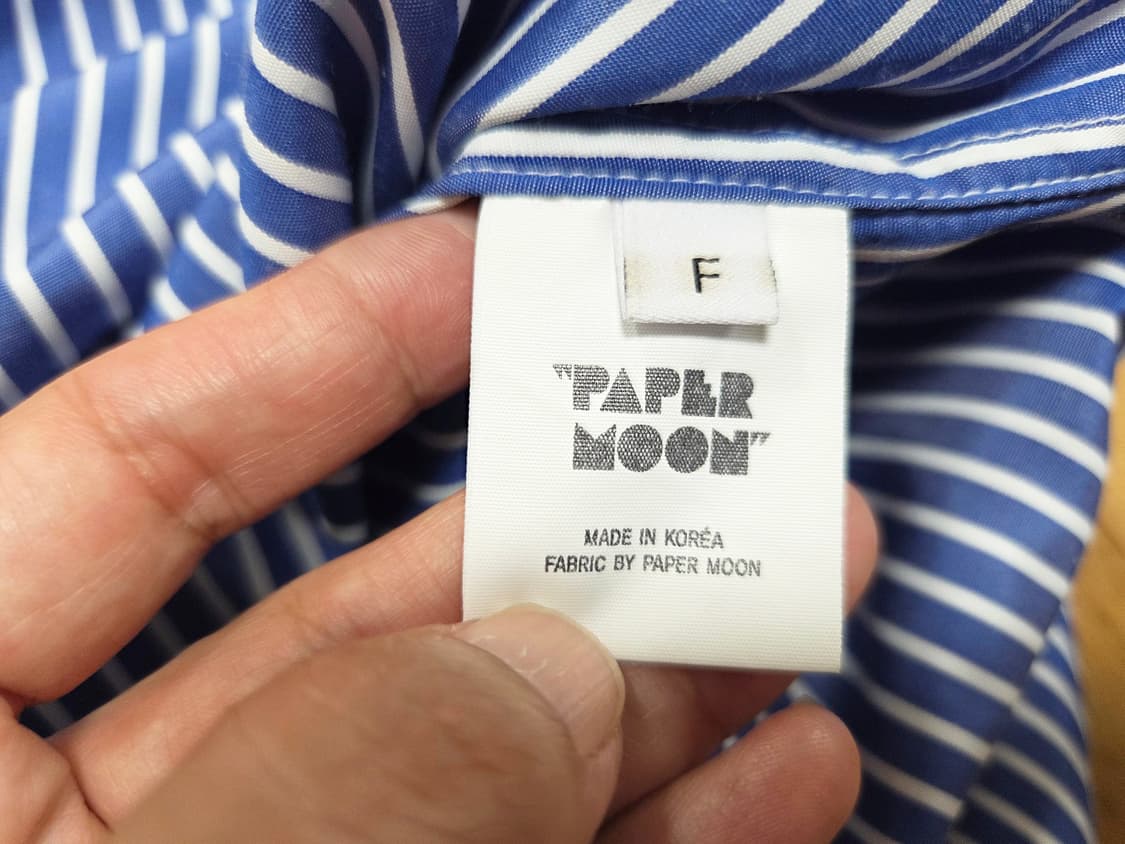 F
"PAPER
MOON"
MADE IN KORÉA
FABRIC BY PAPER MOON